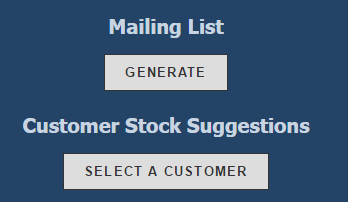 Mailing List
GENERATE
Customer Stock Suggestions
SELECT A CUSTOMER